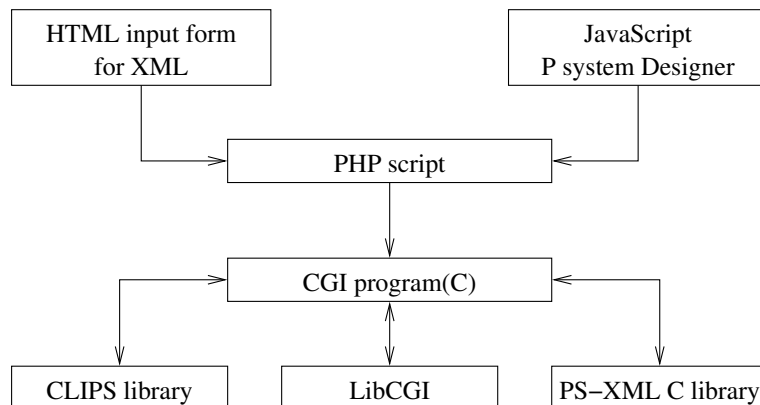 HTML input form
for XML
JavaScript
P system Designer
PHP script
CGI program(C)
CLIPS library
LibCGI
PS−XML C library